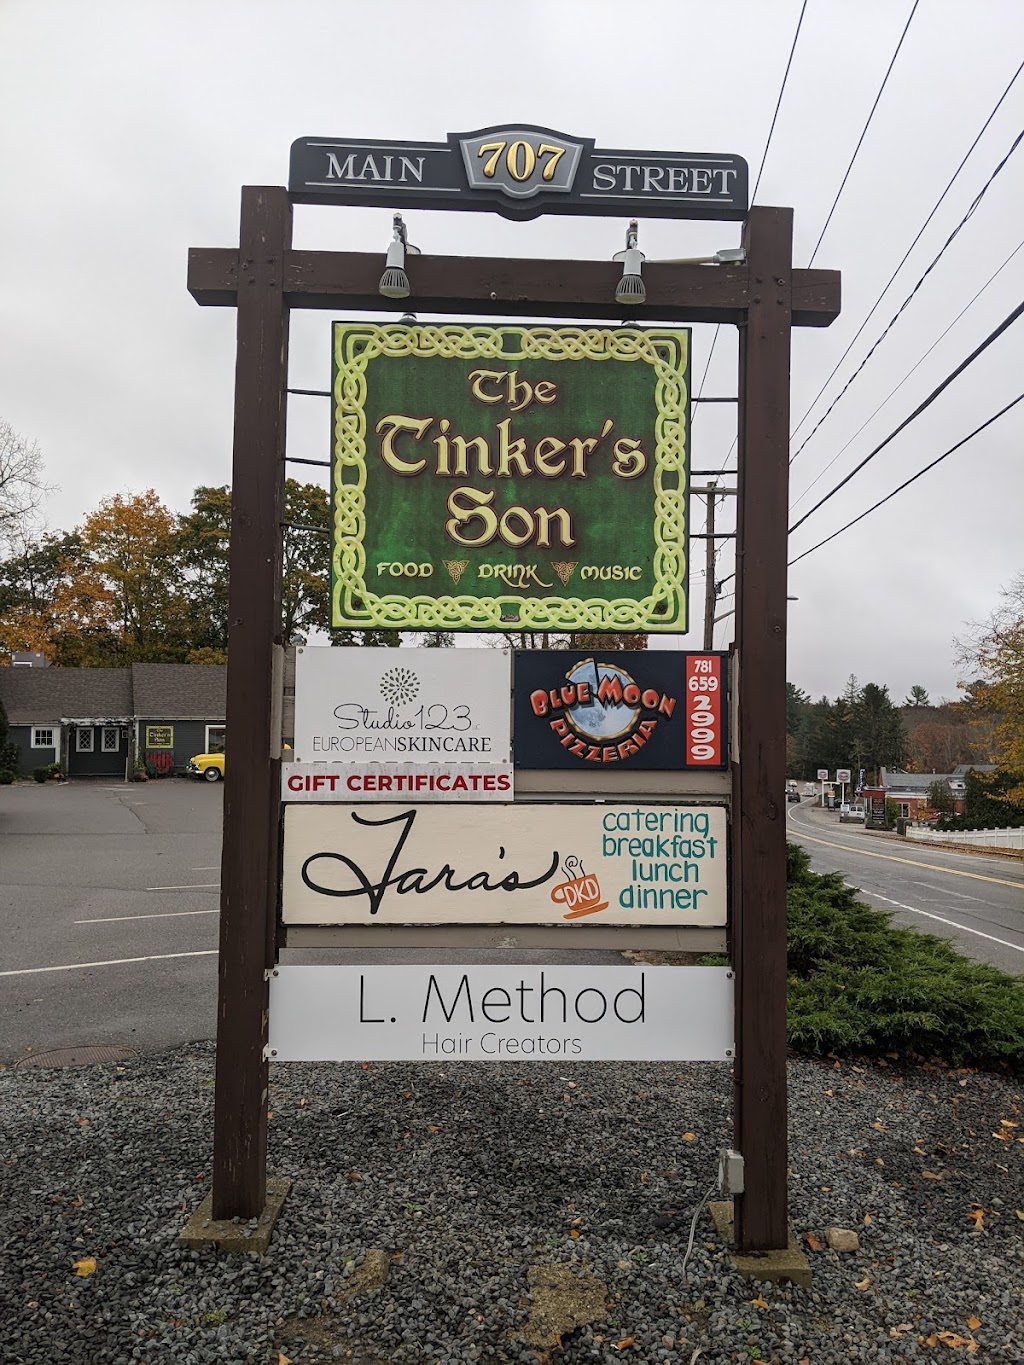 MAIN 707 STREET
The
Tinker's
Son
FOOD DRINK MUSIC
Studio123
EUROPEANSKINCARE
GIFT CERTIFICATES
BLUE MOON
PIZZERIA
781
659
2999
Tara's
@
DKD
catering
breakfast
lunch
dinner
L. Method
Hair Creators